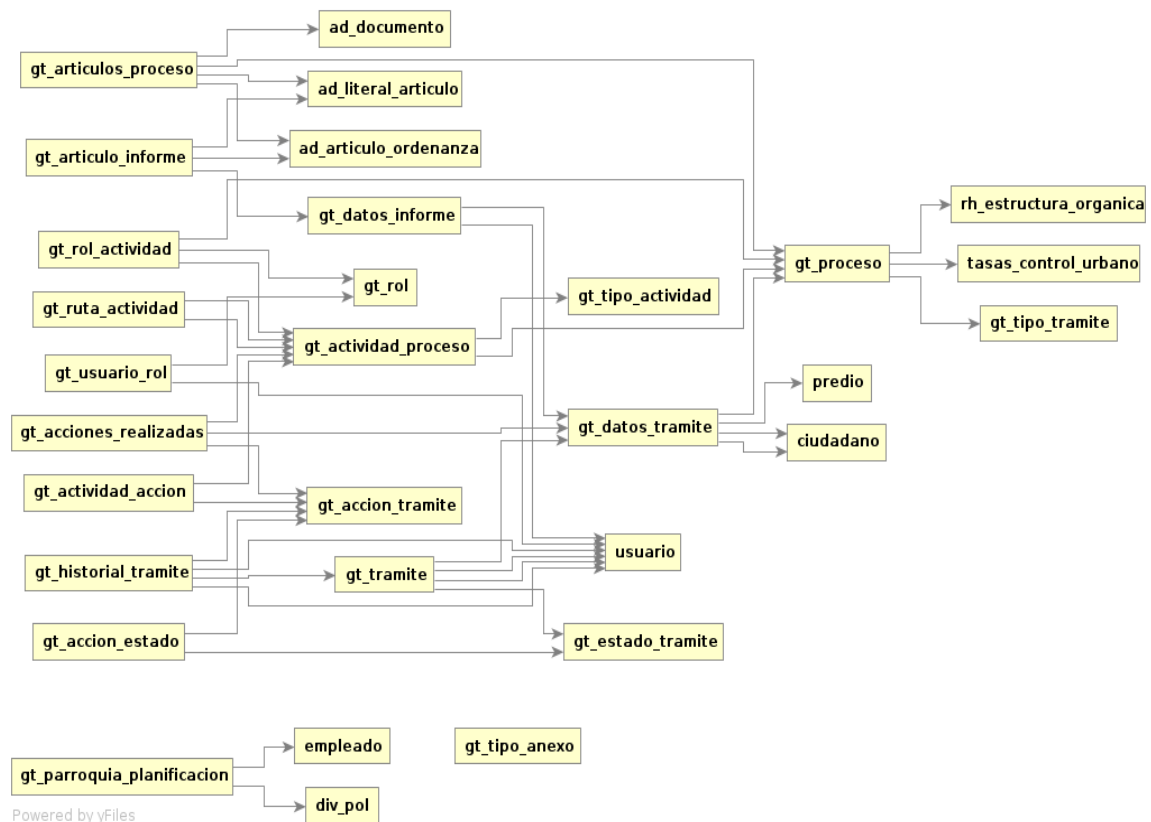 ad_documento
gt_articulos_proceso
ad_literal_articulo
ad_articulo_ordenanza
gt_articulo_informe
rh_estructura_organica
gt_datos_informe
gt_rol_actividad
gt_proceso
tasas_control_urbano
gt_rol
gt_tipo_actividad
gt_ruta_actividad
gt_tipo_tramite
gt_actividad_proceso
gt_usuario_rol
predio
gt_acciones_realizadas
gt_datos_tramite
ciudadano
gt_actividad_accion
gt_accion_tramite
usuario
gt_historial_tramite
gt_tramite
gt_accion_estado
gt_estado_tramite
empleado
gt_tipo_anexo
gt_parroquia_planificacion
div_pol
Powered by yFiles